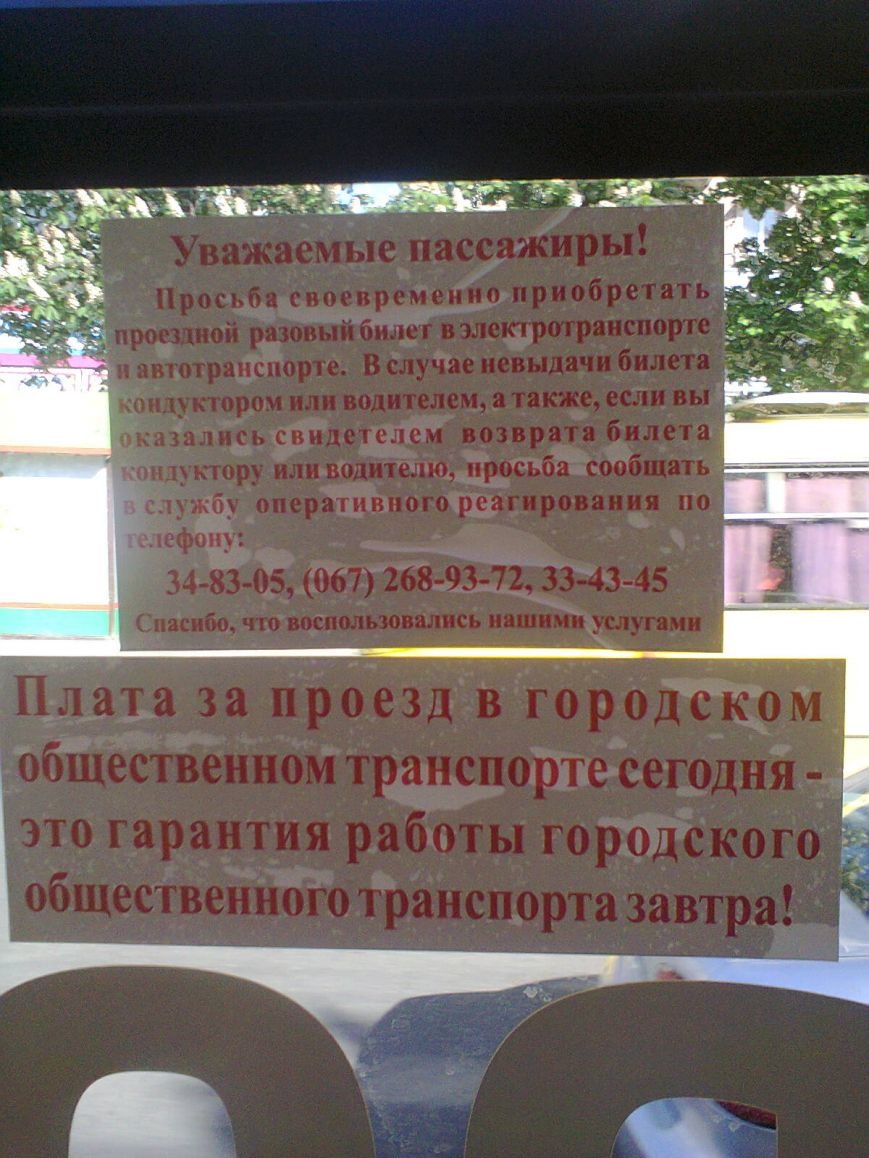 Уважаемые пассажиры!
Просьба своевременно приобретать
проездной разовый билет в электротранспорте
и автотранспорте. В случае невыдачи билета
кондуктором или водителем, а также, если вы
оказались свидетелем возврата билета
кондуктору или водителю, просьба сообщать
в службу оперативного реагирования по
телефону:
34-83-05, (067) 268-93-72, 33-43-45
Спасибо, что воспользовались нашими услугами
Плата за проезд в городском
общественном транспорте сегодня -
это гарантия работы городского
общественного транспорта завтра!